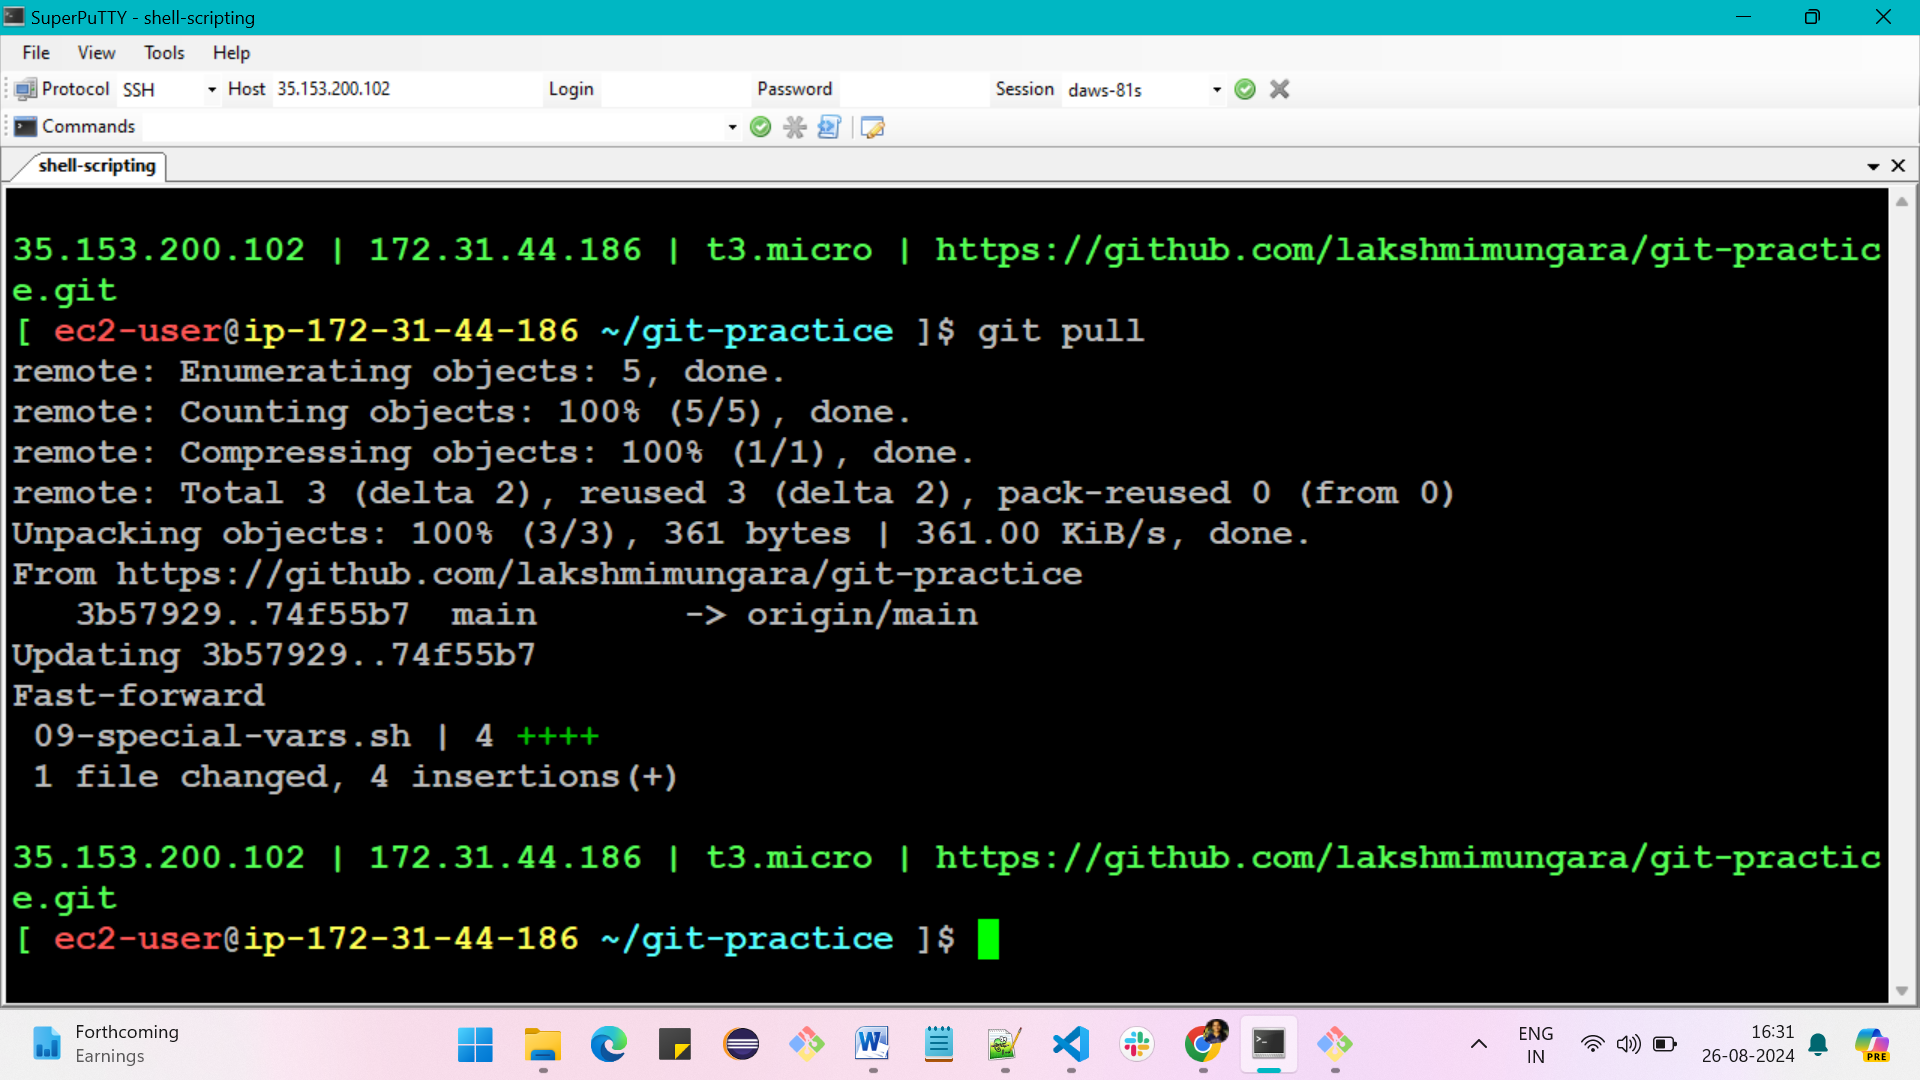 SuperPuTTY - shell-scripting
File View Tools Help
Protocol SSH Host 35.153.200.102 Login Password Session daws-81s
Commands
shell-scripting
35.153.200.102 | 172.31.44.186 | t3.micro | https://github.com/lakshmimungara/git-practic
e.git
[ ec2-user@ip-172-31-44-186 ~/git-practice ]$ git pull
remote: Enumerating objects: 5, done.
remote: Counting objects: 100% (5/5), done.
remote: Compressing objects: 100% (1/1), done.
remote: Total 3 (delta 2), reused 3 (delta 2), pack-reused 0 (from 0)
Unpacking objects: 100% (3/3), 361 bytes | 361.00 KiB/s, done.
From https://github.com/lakshmimungara/git-practice
   3b57929..74f55b7  main       -> origin/main
Updating 3b57929..74f55b7
Fast-forward
 09-special-vars.sh | 4 ++++
 1 file changed, 4 insertions(+)
35.153.200.102 | 172.31.44.186 | t3.micro | https://github.com/lakshmimungara/git-practic
e.git
[ ec2-user@ip-172-31-44-186 ~/git-practice ]$
Forthcoming
Earnings
ENG
IN
16:31
26-08-2024
PRE